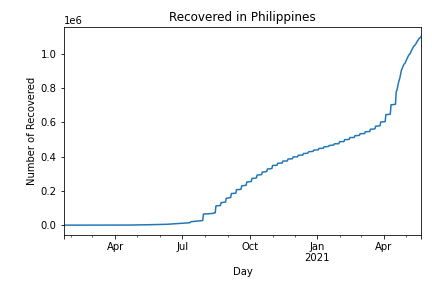 Recovered in Philippines
1e6
1.0
0.8
0.6
0.4
0.2
0.0
Number of Recovered
Apr Jul Oct Jan Apr
2021
Day